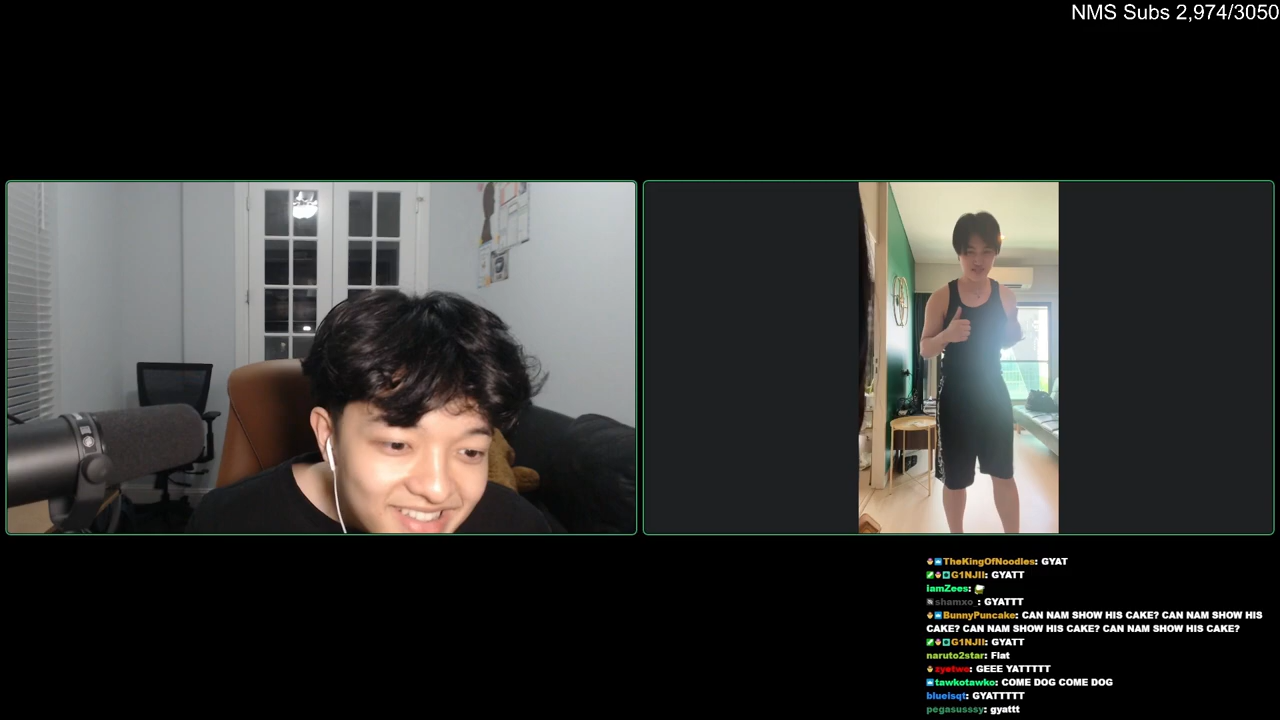 NMS Subs 2,974/3050
TheKingOfNoodles: GYAT
G1NJII: GYATT
iamZees:
shamxo : GYATTT
BunnyPuncake: CAN NAM SHOW HIS CAKE? CAN NAM SHOW HIS
CAKE? CAN NAM SHOW HIS CAKE? CAN NAM SHOW HIS CAKE?
G1NJII: GYATT
naruto2star: Flat
zyetwo: GEEE YATTTTT
tawkotawko: COME DOG COME DOG
blueisqt: GYATTTTT
pegasusssy: gyattt